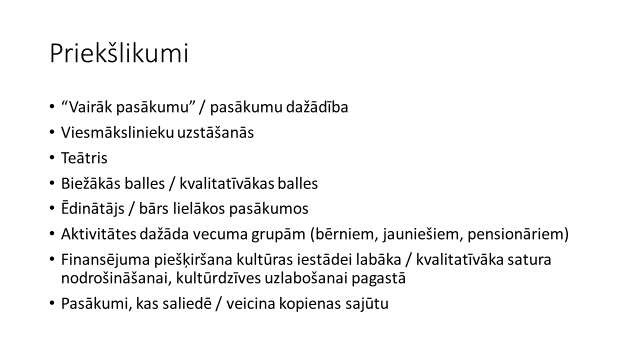 Priekšlikumi
• “Vairāk pasākumu” / pasākumu dažādība
• Viesmākslinieku uzstāšanās
• Teātris
• Biežākās balles / kvalitatīvākas balles
• Ēdinātājs / bārs lielākos pasākumos
• Aktivitātes dažāda vecuma grupām (bērniem, jauniešiem, pensionāriem)
• Finansējuma piešķiršana kultūras iestādei labāka / kvalitatīvāka satura
nodrošināšanai, kultūrdzīves uzlabošanai pagastā
• Pasākumi, kas saliedē / veicina kopienas sajūtu